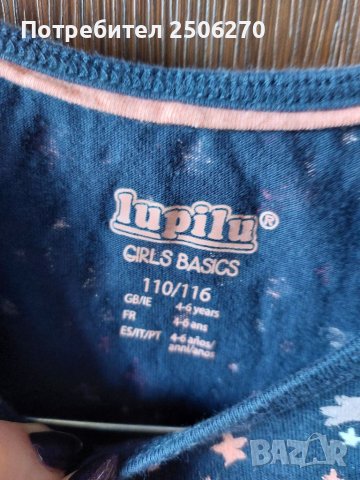 Потребител 2506270
lupilu®
GIRLS BASICS
110/116
GB/IE 4-6 years
FR 4-6 ans
ES/IT/PT 4-6 años/
anni/anos
BAZAR